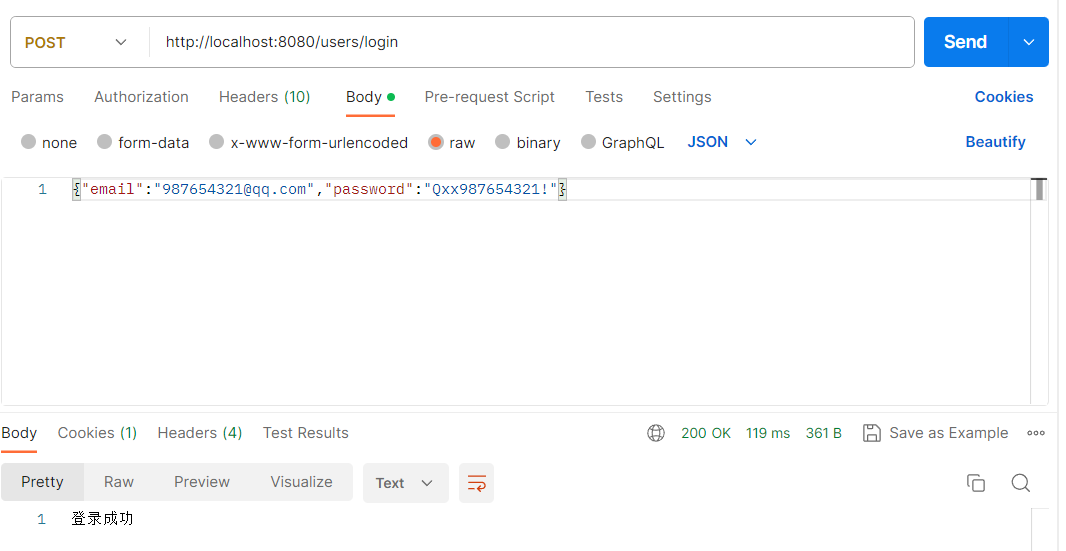 POST http://localhost:8080/users/login Send
Params Authorization Headers (10) Body Pre-request Script Tests Settings Cookies
none form-data x-www-form-urlencoded raw binary GraphQL JSON Beautify
1 {"email":"987654321@qq.com","password":"Qxx987654321!"}
Body Cookies (1) Headers (4) Test Results 200 OK 119 ms 361 B Save as Example
Pretty Raw Preview Visualize Text
1 登录成功